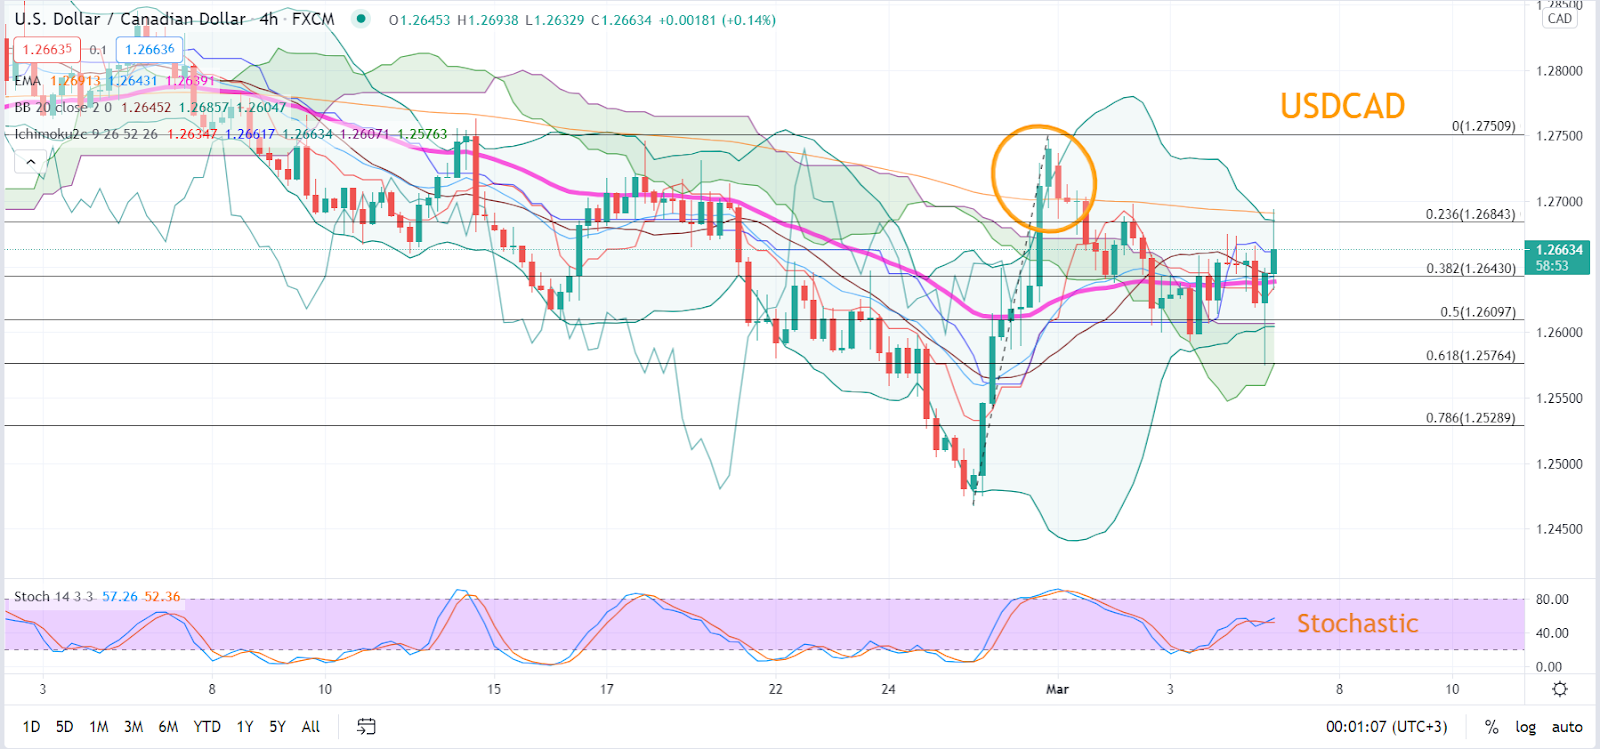 U.S. Dollar / Canadian Dollar · 4h · FXCM O1.26453 H1.26938 L1.26329 C1.26634 +0.00181 (+0.14%)
1.26635 0.1 1.26636
EMA 1.26913 1.26431 1.26391
BB 20 close 2 0 1.26452 1.26857 1.26047
Ichimoku2c 9 26 52 26 1.26347 1.26617 1.26634 1.26071 1.25763
USDCAD
0(1.27509)
0.236(1.26843)
0.382(1.26430)
0.5(1.26097)
0.618(1.25764)
0.786(1.25289)
1.28500
CAD
1.28000
1.27500
1.27000
1.26634
58:53
1.26000
1.25500
1.25000
1.24500
Stoch 14 3 3 57.26 52.36
Stochastic
80.00
40.00
0.00
3 8 10 15 17 22 24 Mar 3 8 10
1D 5D 1M 3M 6M YTD 1Y 5Y All 00:01:07 (UTC+3) % log auto